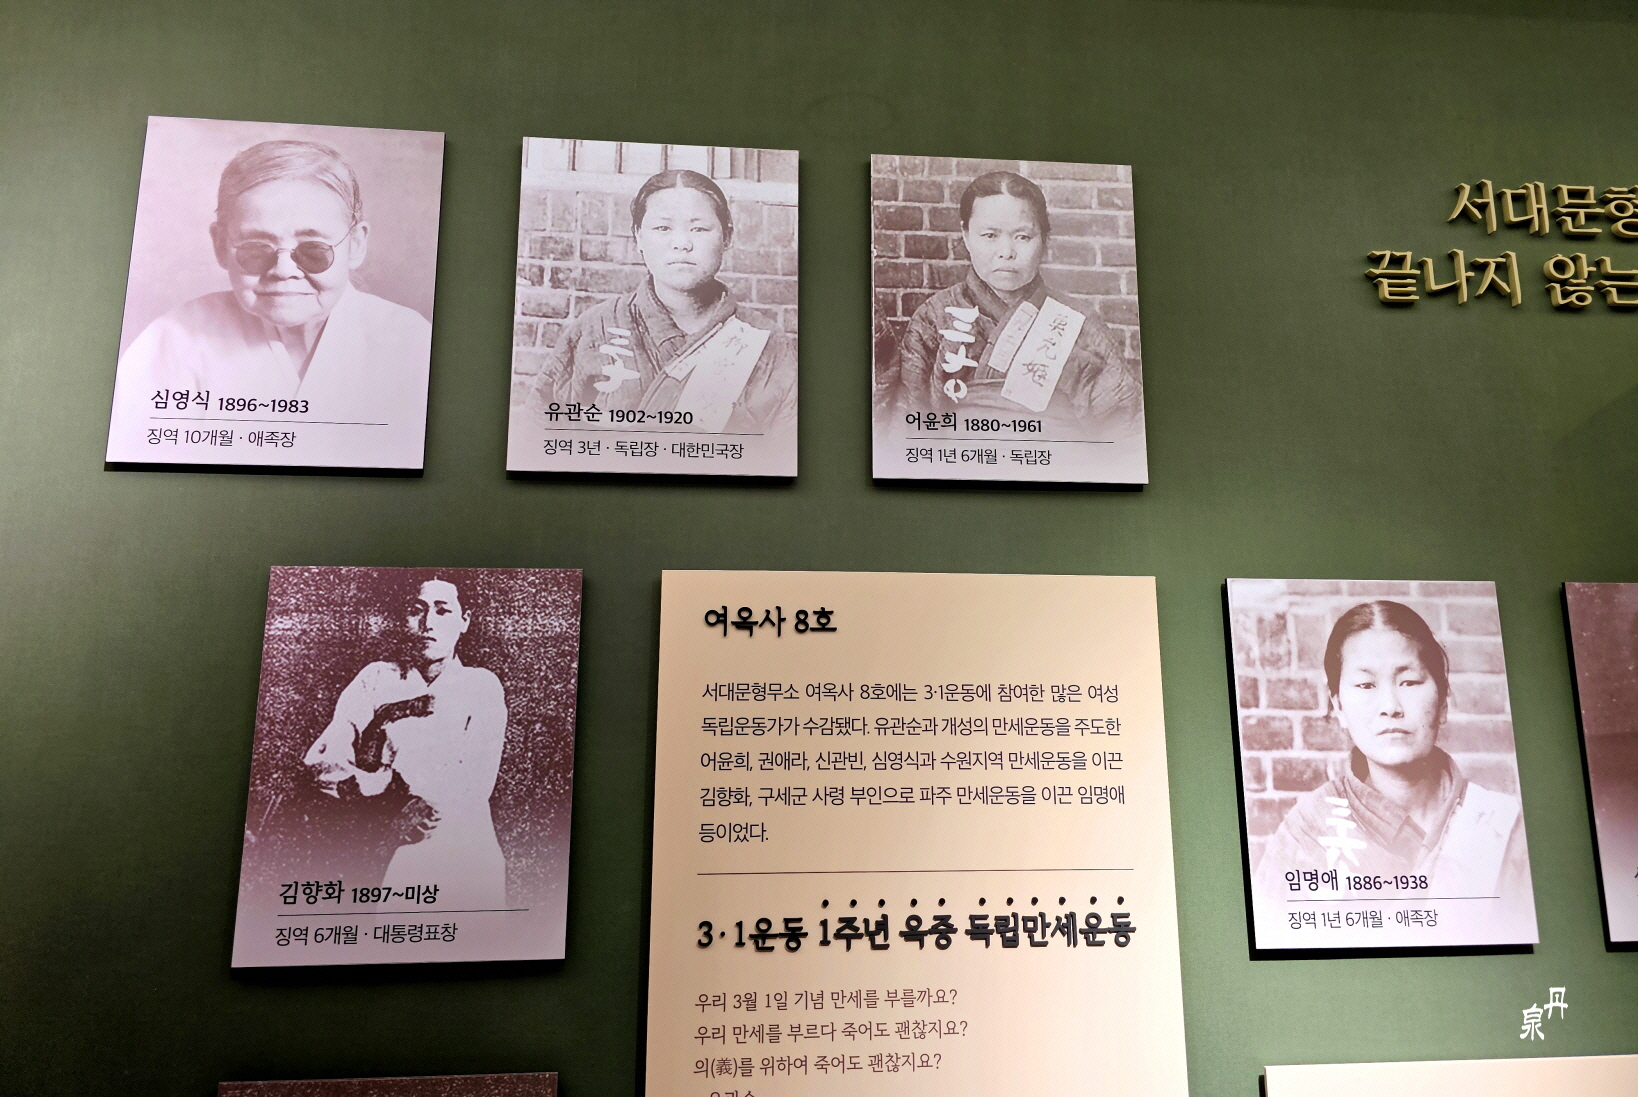 서대문형
끝나지 않는
심영식 1896~1983
징역 10개월 · 애족장
유관순 1902~1920
징역 3년 · 독립장 · 대한민국장
어윤희 1880~1961
징역 1년 6개월 · 독립장
김향화 1897~미상
징역 6개월 · 대통령표창
여옥사 8호
서대문형무소 여옥사 8호에는 3·1운동에 참여한 많은 여성
독립운동가가 수감됐다. 유관순과 개성의 만세운동을 주도한
어윤희, 권애라, 신관빈, 심영식과 수원지역 만세운동을 이끈
김향화, 구세군 사령 부인으로 파주 만세운동을 이끈 임명애
등이었다.
3·1운동 1주년 옥중 독립만세운동
우리 3월 1일 기념 만세를 부를까요?
우리 만세를 부르다 죽어도 괜찮지요?
의(義)를 위하여 죽어도 괜찮지요?
임명애 1886~1938
징역 1년 6개월 · 애족장
丹
泉